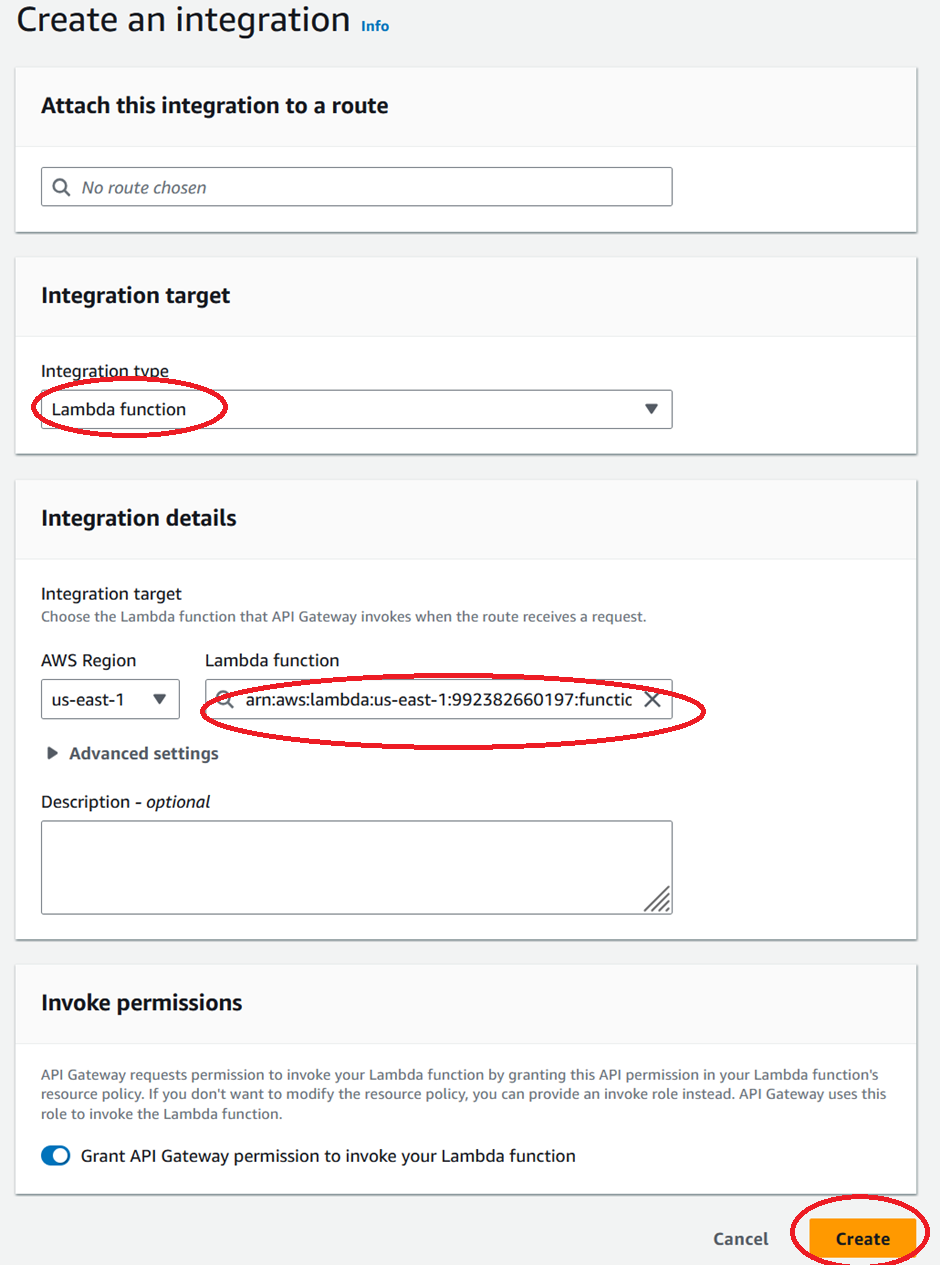 Create an integration Info
Attach this integration to a route
No route chosen
Integration target
Integration type
Lambda function
Integration details
Integration target
Choose the Lambda function that API Gateway invokes when the route receives a request.
AWS Region Lambda function
us-east-1 arn:aws:lambda:us-east-1:992382660197:functic
Advanced settings
Description - optional
Invoke permissions
API Gateway requests permission to invoke your Lambda function by granting this API permission in your Lambda function's
resource policy. If you don't want to modify the resource policy, you can provide an invoke role instead. API Gateway uses this
role to invoke the Lambda function.
Grant API Gateway permission to invoke your Lambda function
Cancel Create